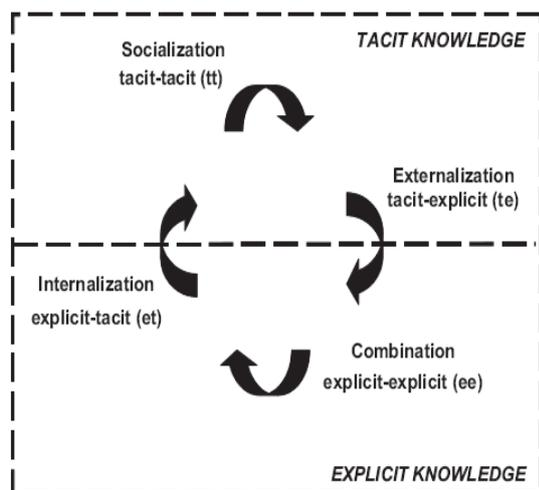 TACIT KNOWLEDGE
Socialization
tacit-tacit (tt)
Externalization
tacit-explicit (te)
Internalization
explicit-tacit (et)
Combination
explicit-explicit (ee)
EXPLICIT KNOWLEDGE